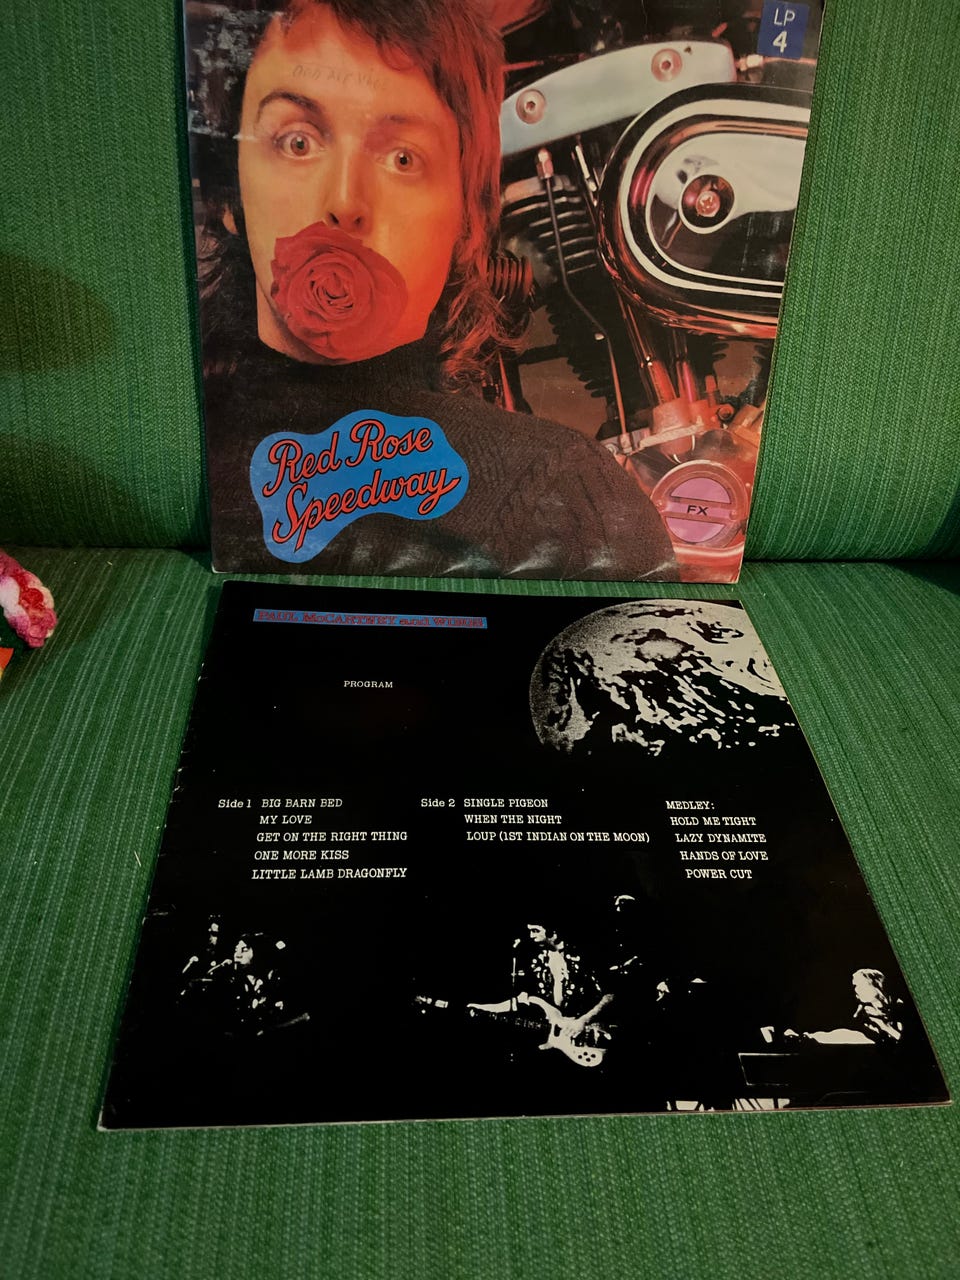 LP
4
Red Rose
Speedway
FX
PAUL McCARTNEY and WINGS
PROGRAM
Side 1 BIG BARN BED
MY LOVE
GET ON THE RIGHT THING
ONE MORE KISS
LITTLE LAMB DRAGONFLY
Side 2 SINGLE PIGEON
WHEN THE NIGHT
LOUP (1ST INDIAN ON THE MOON)
MEDLEY:
HOLD ME TIGHT
LAZY DYNAMITE
HANDS OF LOVE
POWER CUT